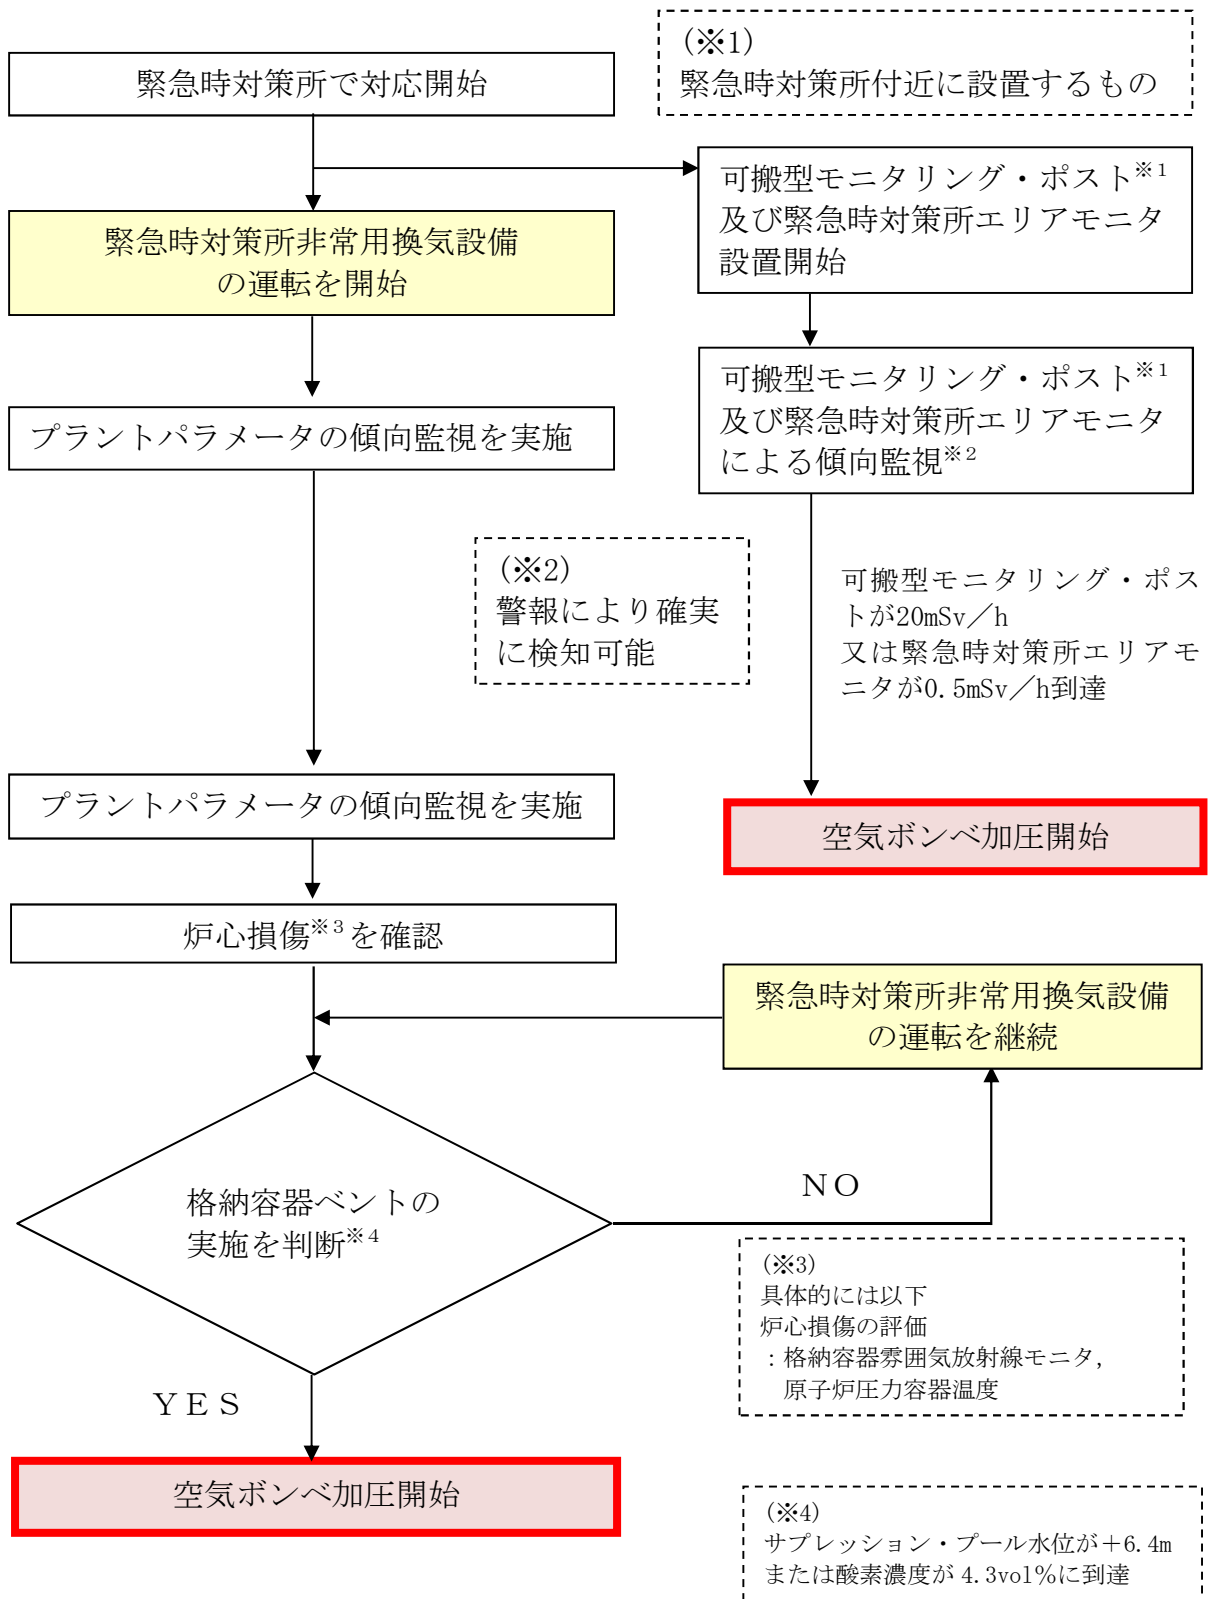 (※1)
緊急時対策所付近に設置するもの
緊急時対策所で対応開始
可搬型モニタリング・ポスト※1
及び緊急時対策所エリアモニタ
設置開始
緊急時対策所非常用換気設備
の運転を開始
可搬型モニタリング・ポスト※1
及び緊急時対策所エリアモニタ
による傾向監視※2
プラントパラメータの傾向監視を実施
(※2)
警報により確実
に検知可能
可搬型モニタリング・ポス
トが20mSv／h
又は緊急時対策所エリアモ
ニタが0.5mSv／h到達
プラントパラメータの傾向監視を実施
空気ボンベ加圧開始
炉心損傷※3を確認
緊急時対策所非常用換気設備
の運転を継続
格納容器ベントの
実施を判断※4
ＮＯ
(※3)
具体的には以下
炉心損傷の評価
：格納容器雰囲気放射線モニタ，
原子炉圧力容器温度
ＹＥＳ
空気ボンベ加圧開始
(※4)
サプレッション・プール水位が＋6.4m
または酸素濃度が 4.3vol％に到達